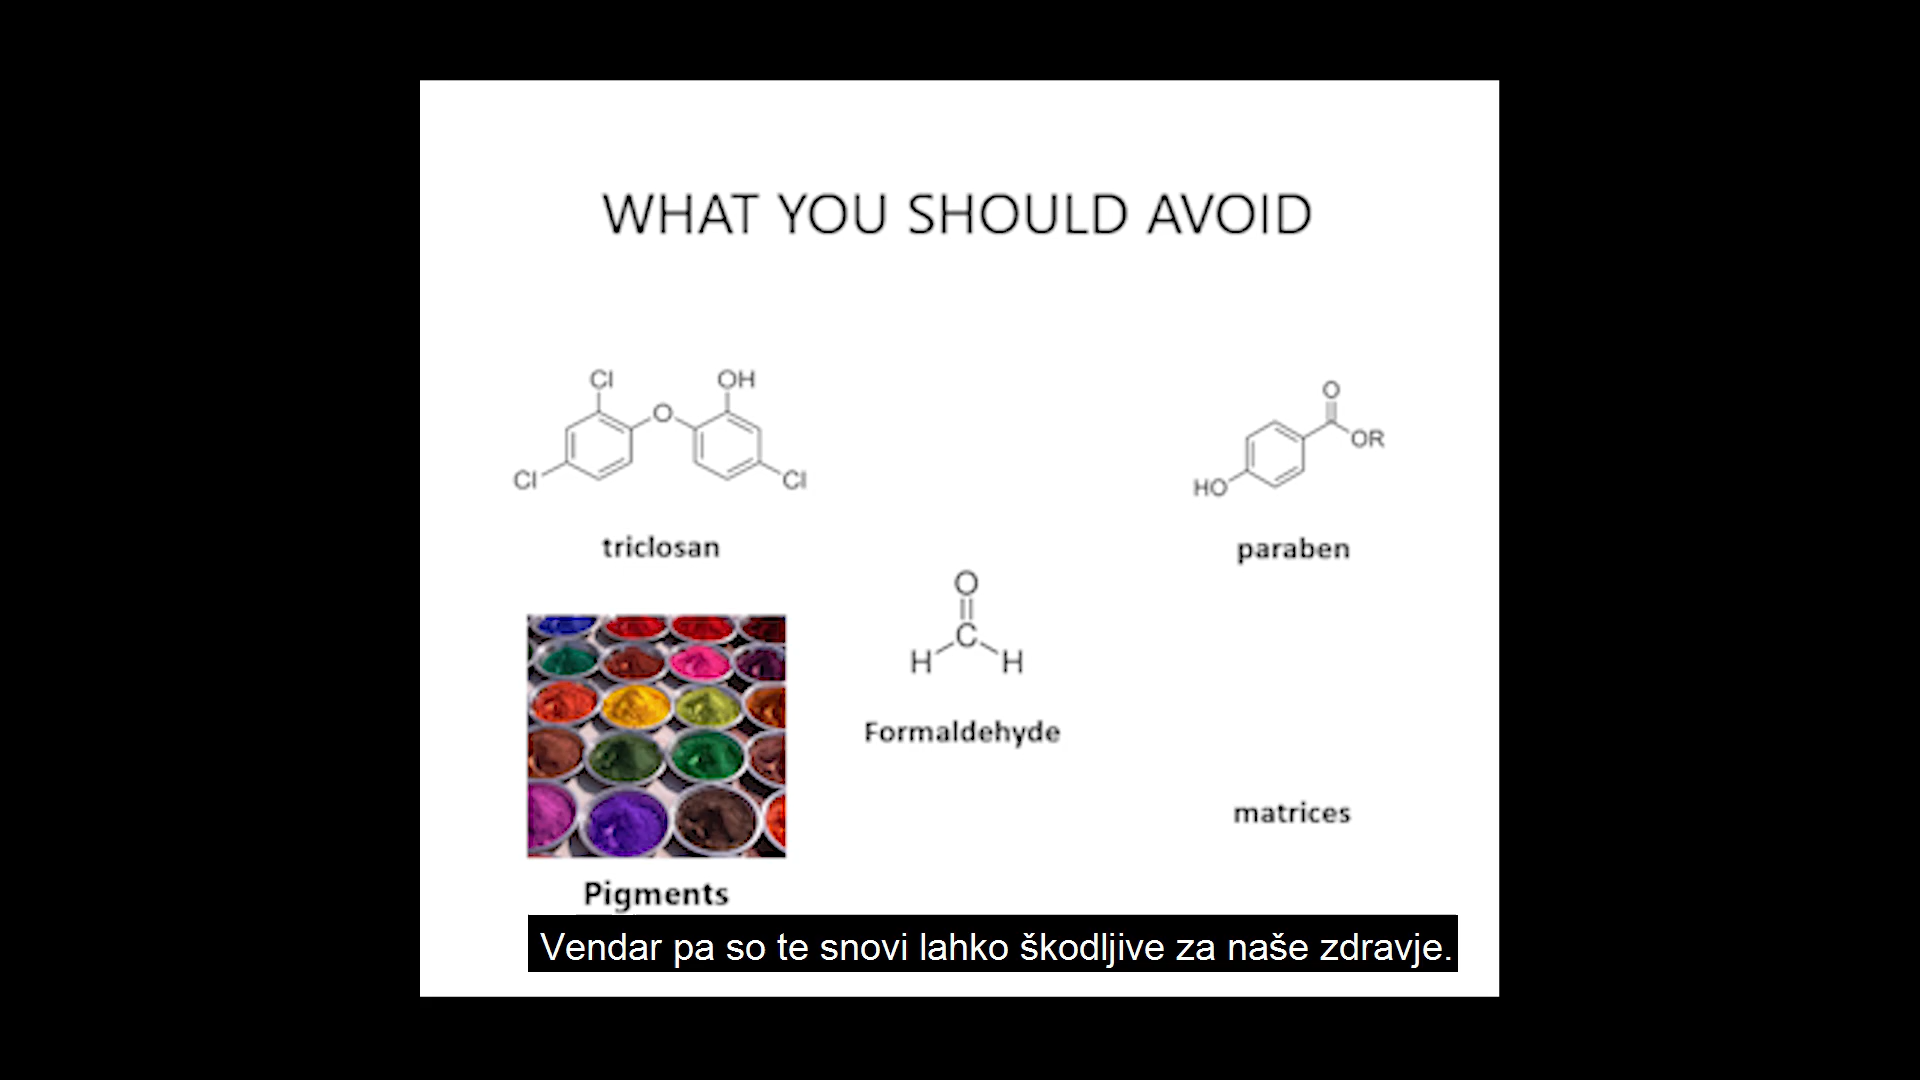 WHAT YOU SHOULD AVOID
Cl
OH
O
Cl
Cl
triclosan
O
OR
HO
paraben
O
C
H
H
Formaldehyde
matrices
Pigments
Vendar pa so te snovi lahko škodljive za naše zdravje.